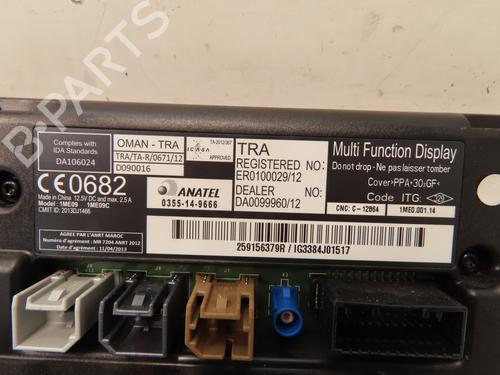 B-PARTS
Complies with
IDA Standards
DA106024
OMAN - TRA
TRA/TA-R/0671/12
D090016
TA-2012/367
ICASA
APPROVED
TRA
REGISTERED NO:
ER0100029/12
DEALER NO:
DA0099960/12
Multi Function Display
Do not drop - Ne pas laisser tomber
Cover>PPA-30%GF<
Code ITG:
CNC: C-12864
1ME0.001.14
CE0682
Made in China. 12.5V DC and max. 2.5 A
Model: 1ME09 1ME09C
CMIIT ID: 2013DJ1466
ANATEL
0355-14-9666
AGREE PAR L'ANRT MAROC
Numéro d'agrément: MR 7204 ANRT 2012
Date d'agrément: 11/04/2013
259156379R / IG3384J01517